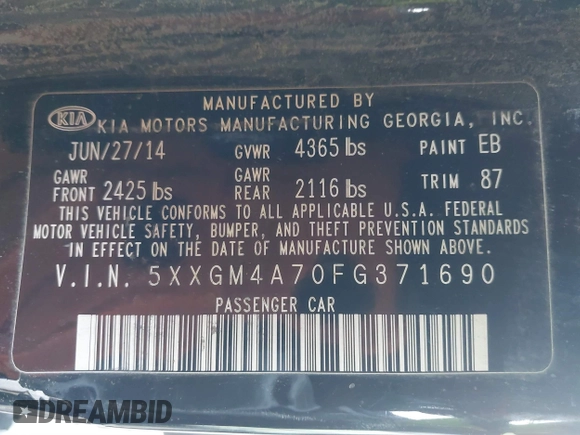 MANUFACTURED BY
KIA KIA MOTORS MANUFACTURING GEORGIA, INC.
JUN/27/14 GVWR 4365 lbs PAINT EB
GAWR FRONT 2425 lbs GAWR REAR 2116 lbs TRIM 87
THIS VEHICLE CONFORMS TO ALL APPLICABLE U.S.A. FEDERAL
MOTOR VEHICLE SAFETY, BUMPER, AND THEFT PREVENTION STANDARDS
IN EFFECT ON THE DATE OF MANUFACTURE SHOWN ABOVE.
V.I.N. 5XXGM4A70FG371690
PASSENGER CAR
DREAMBID